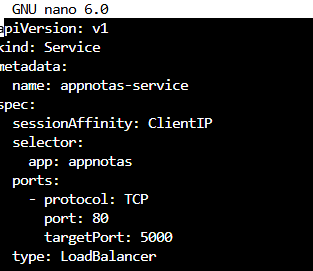 GNU nano 6.0
apiVersion: v1
kind: Service
metadata:
  name: appnotas-service
spec:
  sessionAffinity: ClientIP
  selector:
    app: appnotas
  ports:
    - protocol: TCP
      port: 80
      targetPort: 5000
  type: LoadBalancer